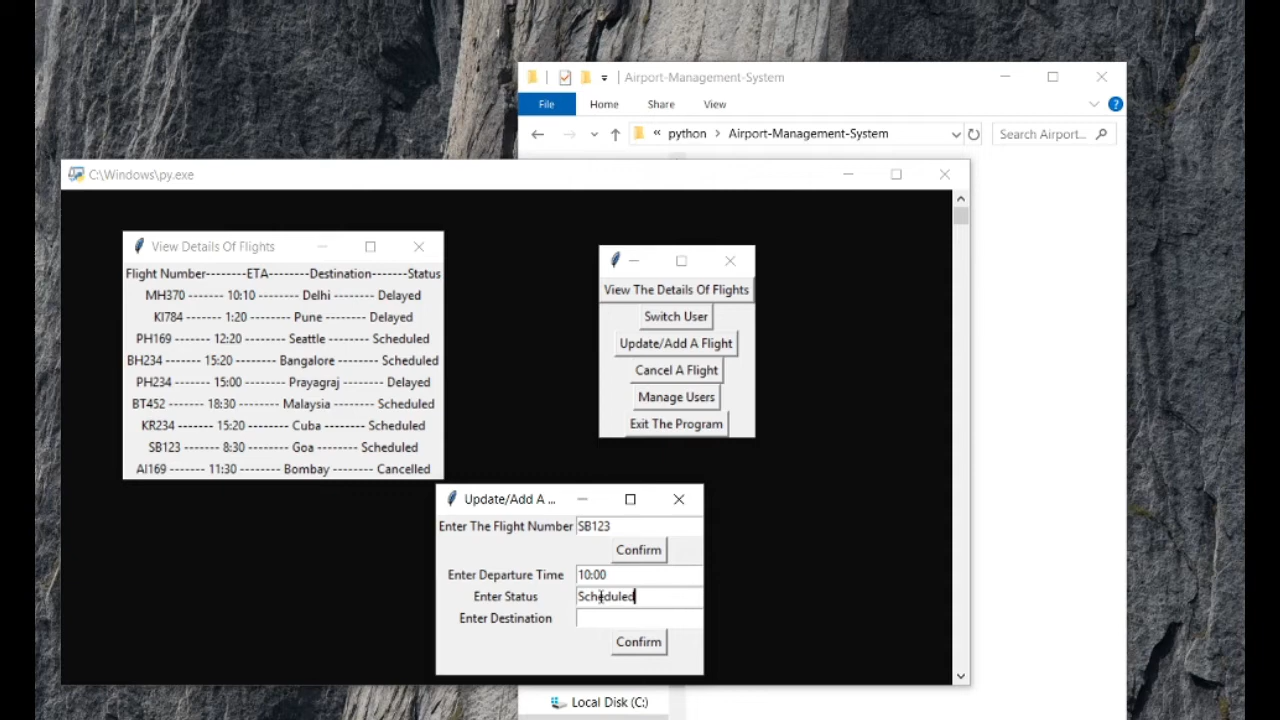 Airport-Management-System
File Home Share View
« python > Airport-Management-System
Search Airport...
C:\Windows\py.exe
View Details Of Flights
Flight Number--------ETA--------Destination-------Status
MH370 ------- 10:10 -------- Delhi -------- Delayed
KI784 ------- 1:20 -------- Pune -------- Delayed
PH169 ------- 12:20 -------- Seattle -------- Scheduled
BH234 ------- 15:20 -------- Bangalore -------- Scheduled
PH234 ------- 15:00 -------- Prayagraj -------- Delayed
BT452 ------- 18:30 -------- Malaysia -------- Scheduled
KR234 ------- 15:20 -------- Cuba -------- Scheduled
SB123 ------- 8:30 -------- Goa -------- Scheduled
AI169 ------- 11:30 -------- Bombay -------- Cancelled
View The Details Of Flights
Switch User
Update/Add A Flight
Cancel A Flight
Manage Users
Exit The Program
Update/Add A ...
Enter The Flight Number SB123
Confirm
Enter Departure Time 10:00
Enter Status Scheduled
Enter Destination
Confirm
Local Disk (C:)